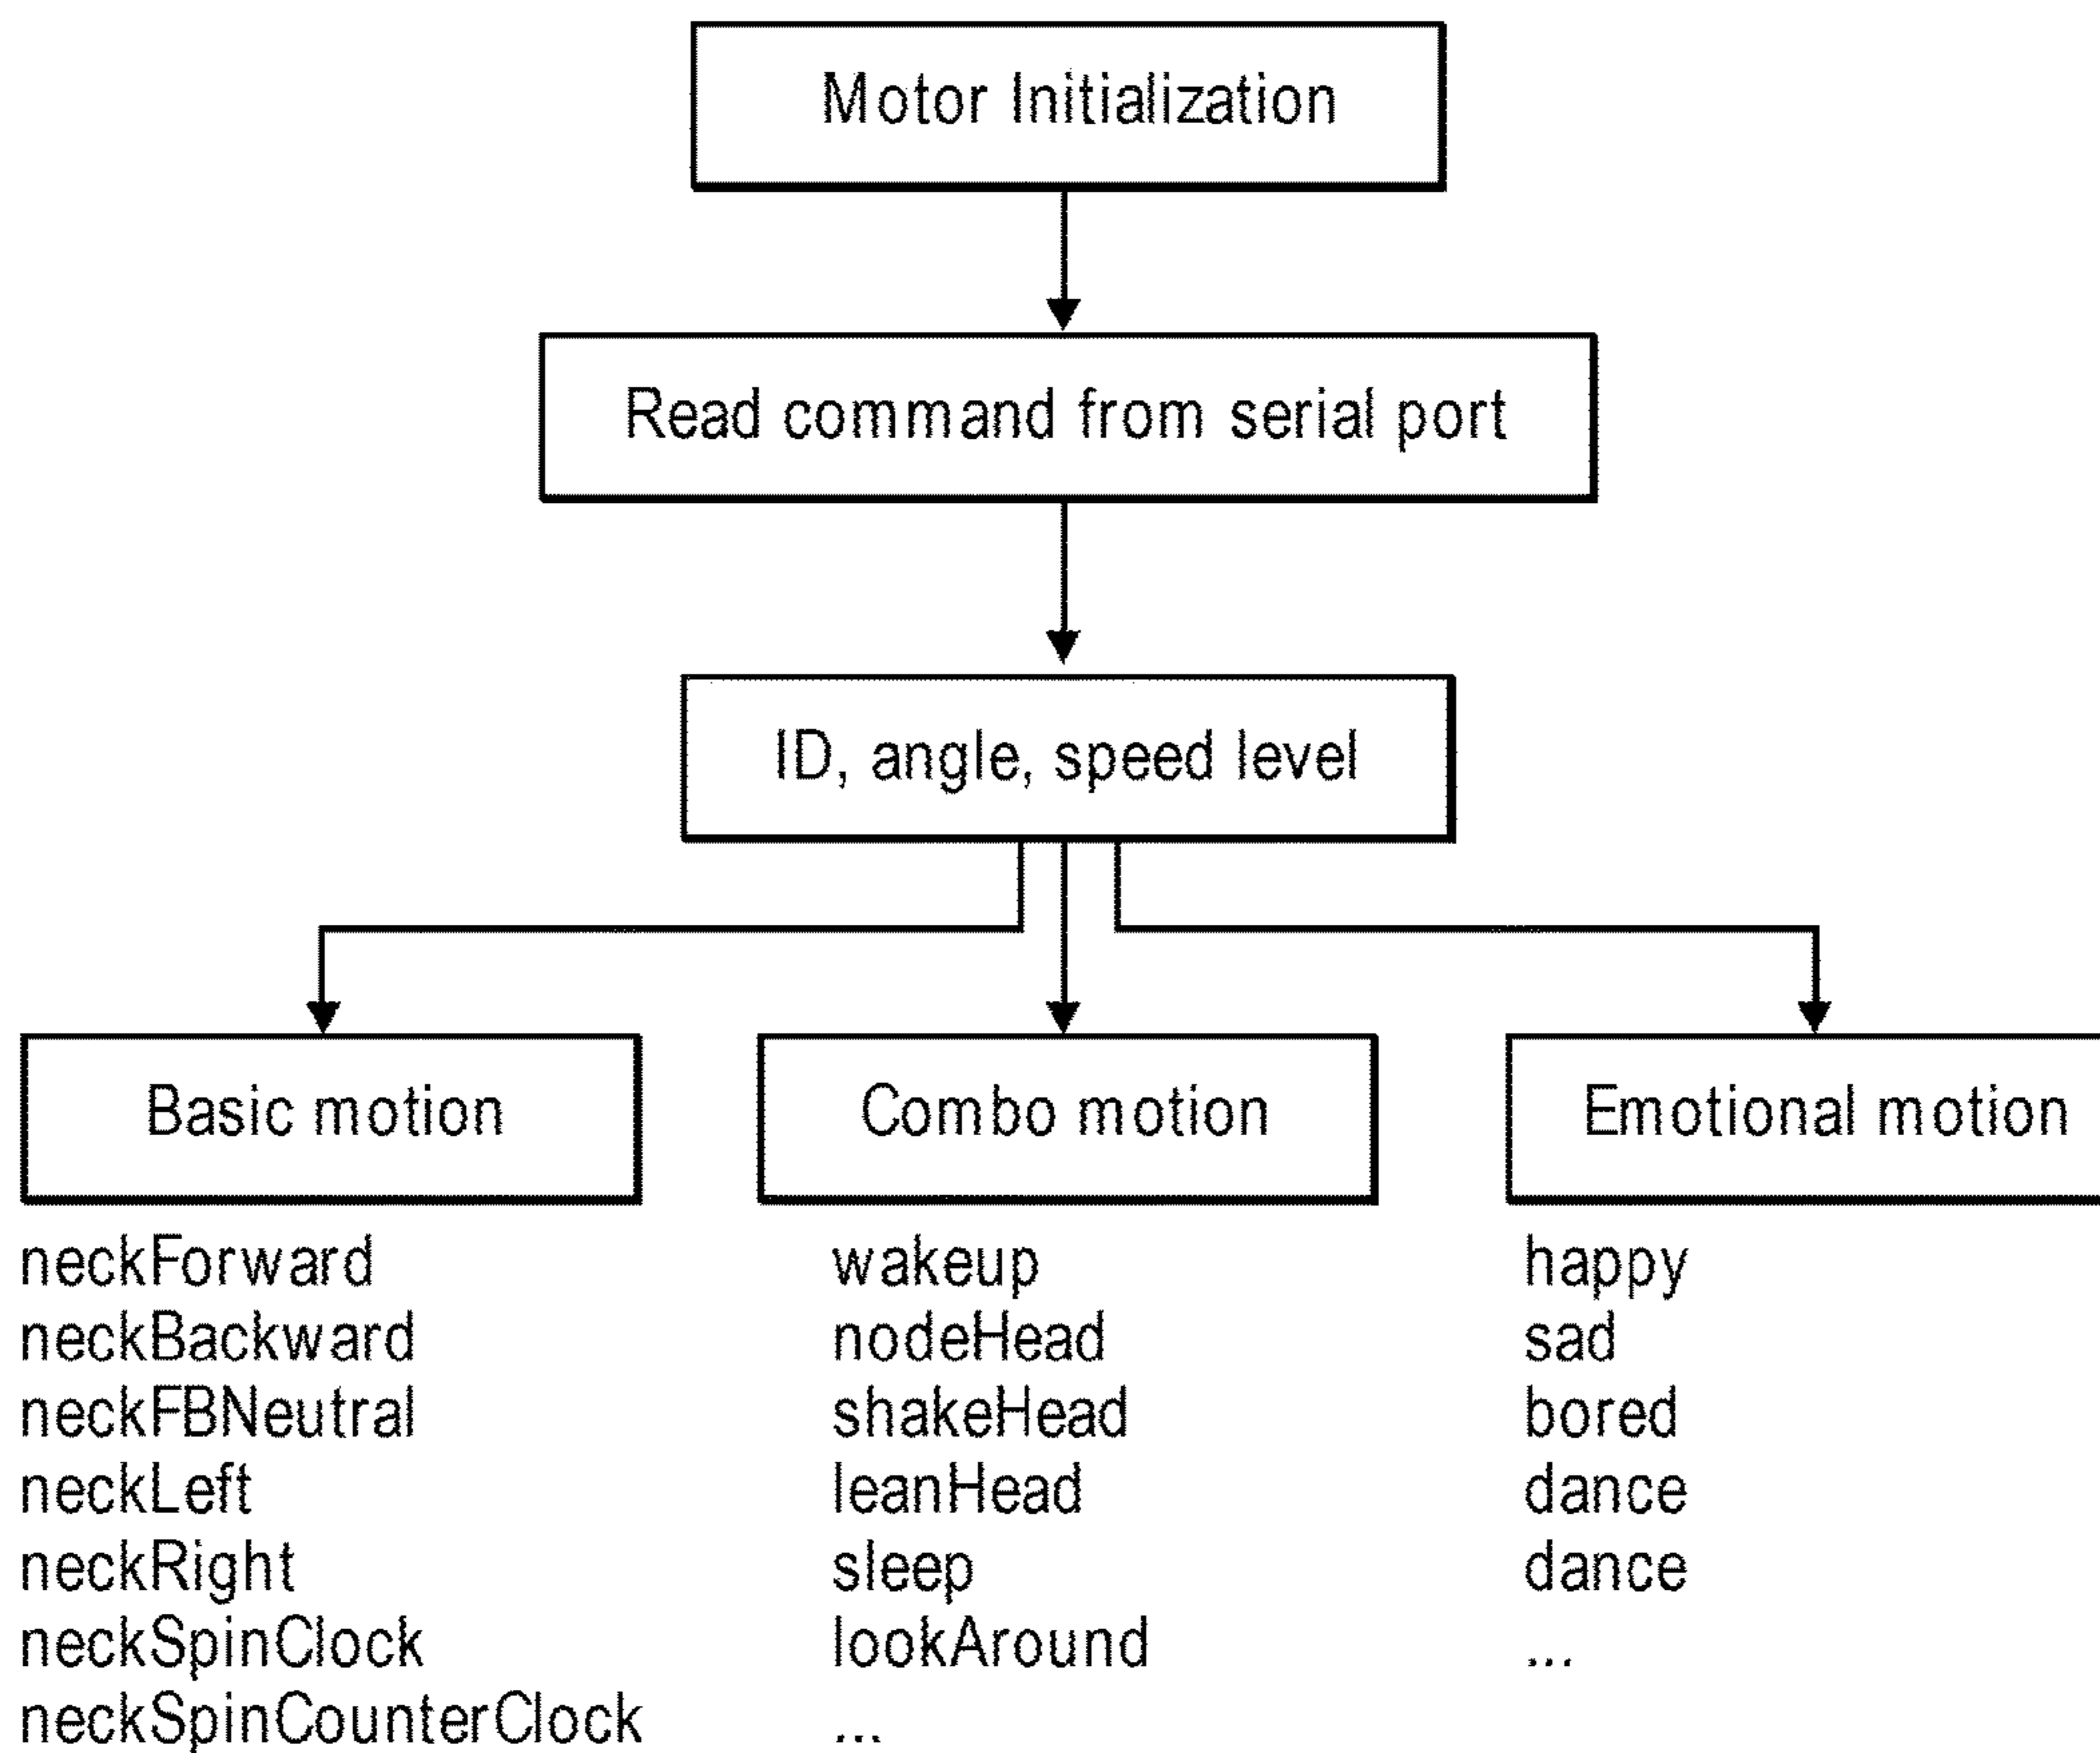 Motor Initialization
Read command from serial port
ID, angle, speed level
Basic motion
neckForward
neckBackward
neckFBNeutral
neckLeft
neckRight
neckSpinClock
neckSpinCounterClock
Combo motion
wakeup
nodeHead
shakeHead
leanHead
sleep
lookAround
...
Emotional motion
happy
sad
bored
dance
dance
...